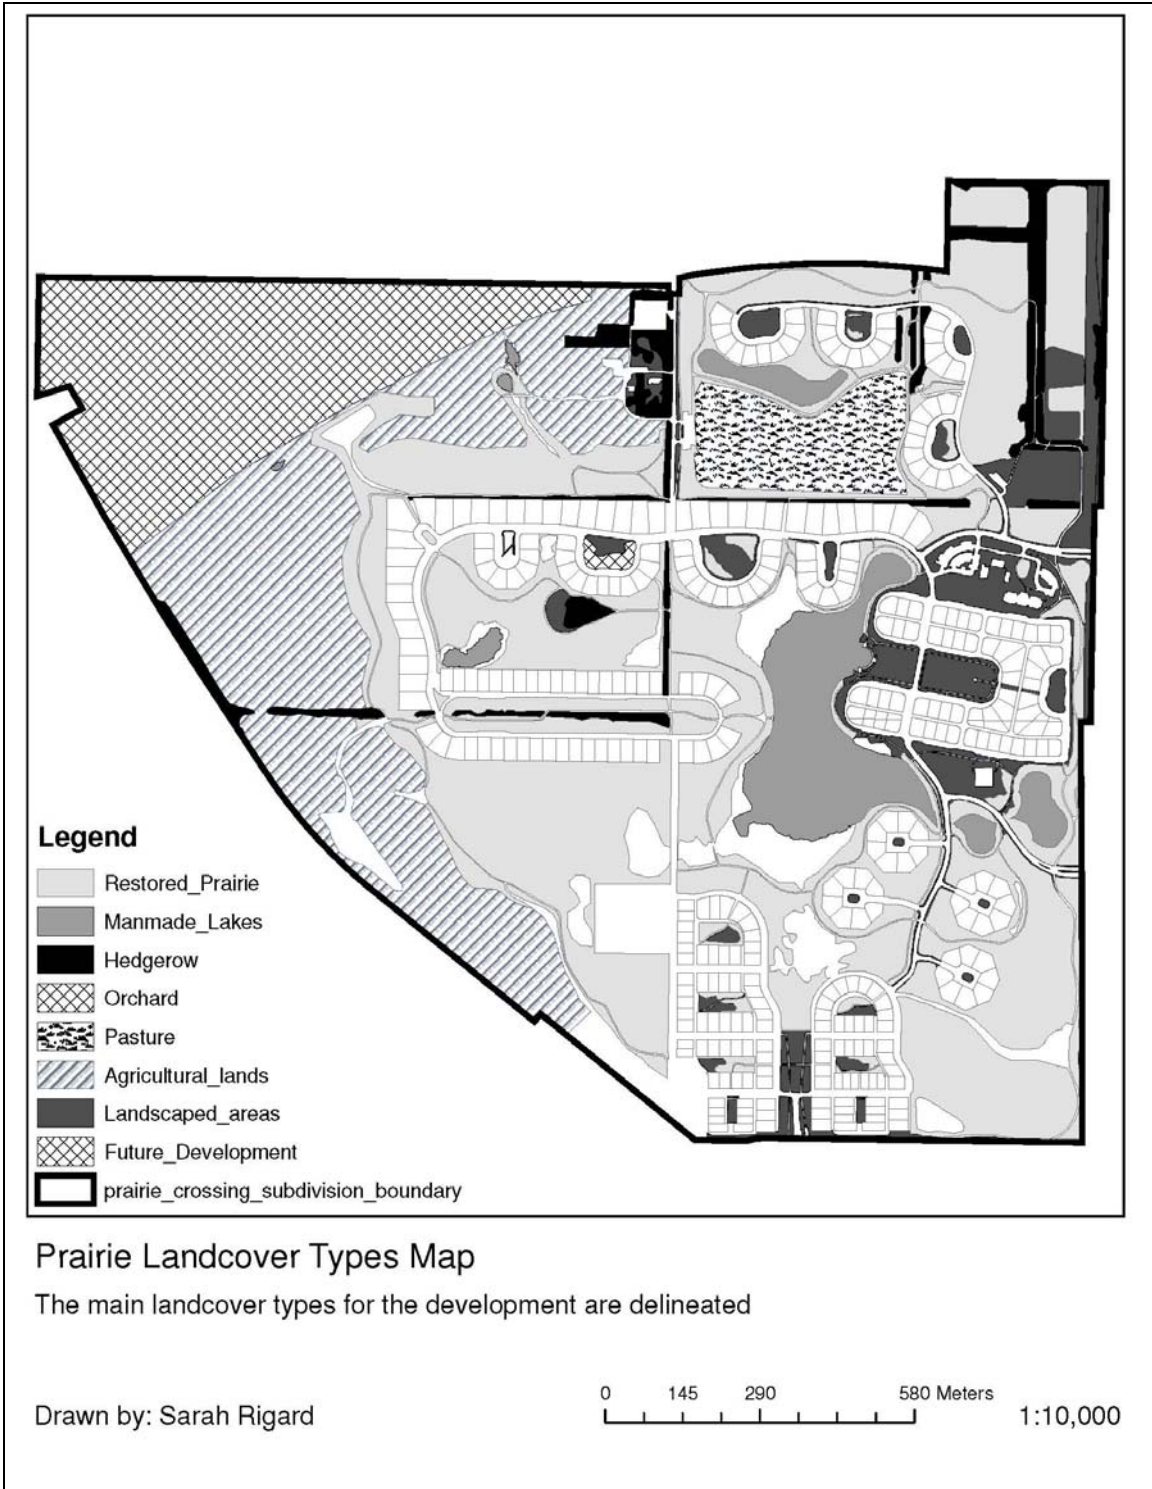 Legend
Restored_Prairie
Manmade_Lakes
Hedgerow
Orchard
Pasture
Agricultural_lands
Landscaped_areas
Future_Development
prairie_crossing_subdivision_boundary
Prairie Landcover Types Map
The main landcover types for the development are delineated
0 145 290 580 Meters
Drawn by: Sarah Rigard 1:10,000